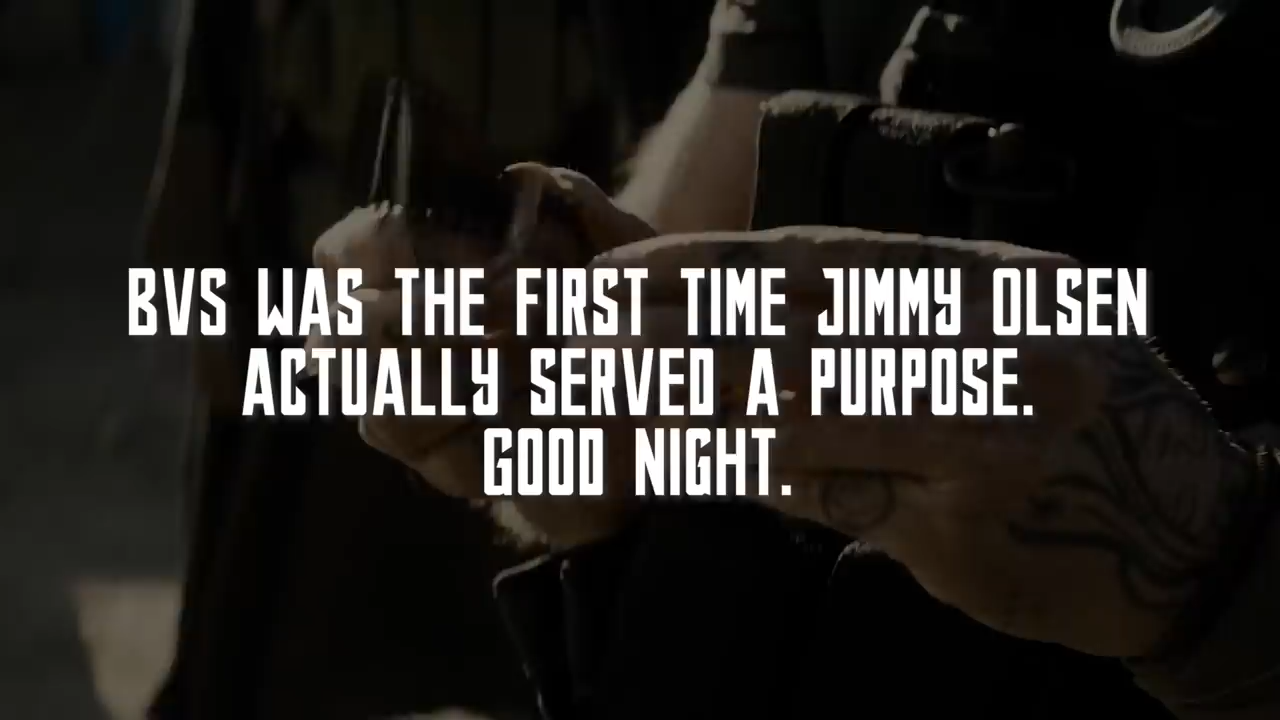 BVS WAS THE FIRST TIME JIMMY OLSEN
ACTUALLY SERVED A PURPOSE.
GOOD NIGHT.